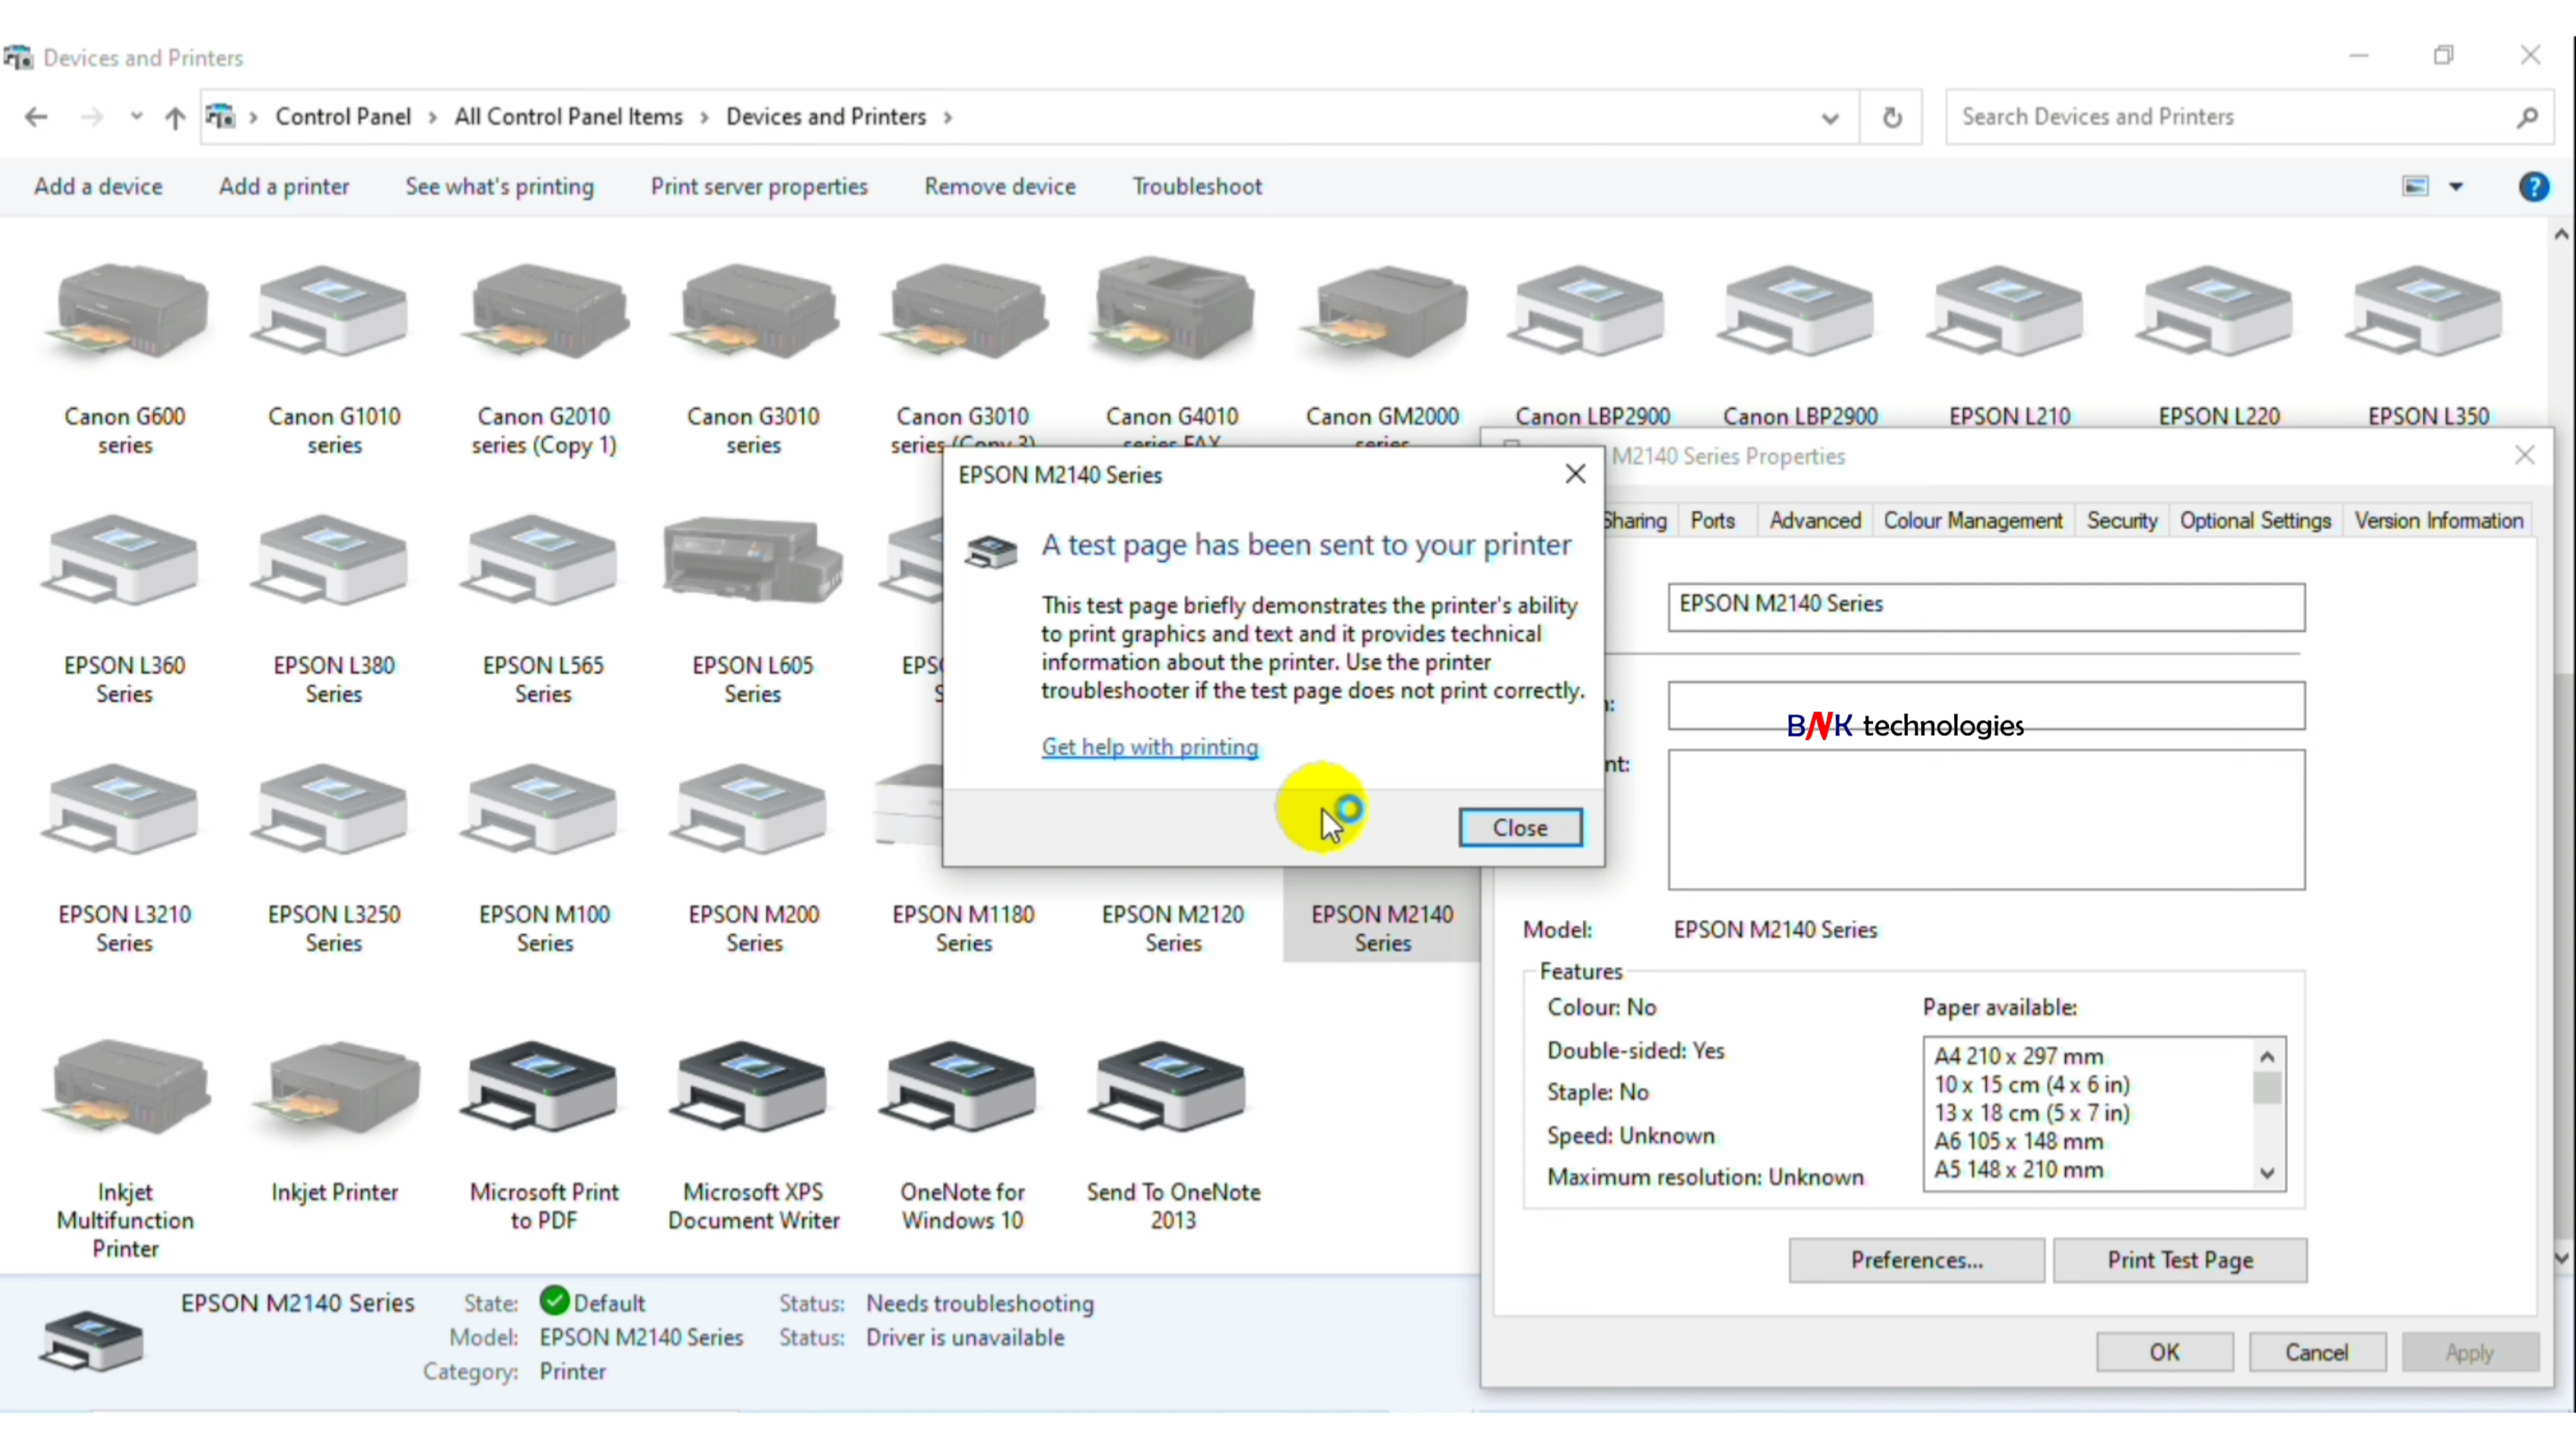 Devices and Printers
Control Panel > All Control Panel Items > Devices and Printers >
Search Devices and Printers
Add a device Add a printer See what's printing Print server properties Remove device Troubleshoot
Canon G600 series
Canon G1010 series
Canon G2010 series (Copy 1)
Canon G3010 series
Canon G3010 series (Copy 3)
Canon G4010 series FAX
Canon GM2000 series
Canon LBP2900
Canon LBP2900
EPSON L210
EPSON L220
EPSON L350
EPSON L360 Series
EPSON L380 Series
EPSON L565 Series
EPSON L605 Series
EPSON L3210 Series
EPSON L3250 Series
EPSON M100 Series
EPSON M200 Series
EPSON M1180 Series
EPSON M2120 Series
EPSON M2140 Series
Inkjet Multifunction Printer
Inkjet Printer
Microsoft Print to PDF
Microsoft XPS Document Writer
OneNote for Windows 10
Send To OneNote 2013
EPSON M2140 Series
A test page has been sent to your printer
This test page briefly demonstrates the printer's ability
to print graphics and text and it provides technical
information about the printer. Use the printer
troubleshooter if the test page does not print correctly.
Get help with printing
Close
M2140 Series Properties
Sharing Ports Advanced Colour Management Security Optional Settings Version Information
EPSON M2140 Series
BNK technologies
Model: EPSON M2140 Series
Features
Colour: No
Double-sided: Yes
Staple: No
Speed: Unknown
Maximum resolution: Unknown
Paper available:
A4 210 x 297 mm
10 x 15 cm (4 x 6 in)
13 x 18 cm (5 x 7 in)
A6 105 x 148 mm
A5 148 x 210 mm
Preferences... Print Test Page
OK Cancel Apply
EPSON M2140 Series State: Default Status: Needs troubleshooting
Model: EPSON M2140 Series Status: Driver is unavailable
Category: Printer